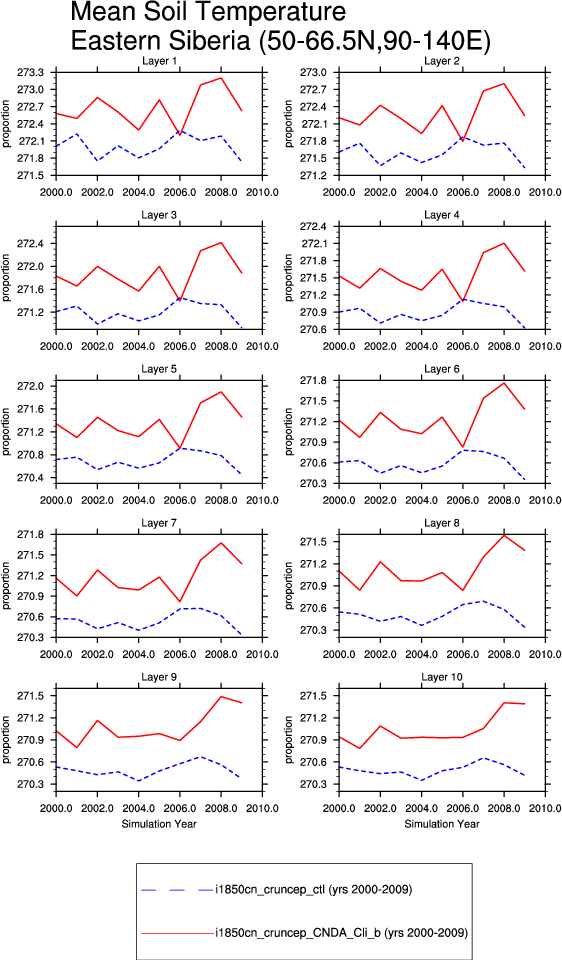 Mean Soil Temperature
Eastern Siberia (50-66.5N,90-140E)
Layer 1
273.3
273.0
272.7
272.4
272.1
271.8
271.5
proportion
2000.0 2002.0 2004.0 2006.0 2008.0 2010.0
Layer 2
273.0
272.7
272.4
272.1
271.8
271.5
271.2
proportion
2000.0 2002.0 2004.0 2006.0 2008.0 2010.0
Layer 3
272.4
272.0
271.6
271.2
proportion
2000.0 2002.0 2004.0 2006.0 2008.0 2010.0
Layer 4
272.4
272.1
271.8
271.5
271.2
270.9
270.6
proportion
2000.0 2002.0 2004.0 2006.0 2008.0 2010.0
Layer 5
272.0
271.6
271.2
270.8
270.4
proportion
2000.0 2002.0 2004.0 2006.0 2008.0 2010.0
Layer 6
271.8
271.5
271.2
270.9
270.6
270.3
proportion
2000.0 2002.0 2004.0 2006.0 2008.0 2010.0
Layer 7
271.8
271.5
271.2
270.9
270.6
270.3
proportion
2000.0 2002.0 2004.0 2006.0 2008.0 2010.0
Layer 8
271.5
271.2
270.9
270.6
270.3
proportion
2000.0 2002.0 2004.0 2006.0 2008.0 2010.0
Layer 9
271.5
271.2
270.9
270.6
270.3
proportion
2000.0 2002.0 2004.0 2006.0 2008.0 2010.0
Simulation Year
Layer 10
271.5
271.2
270.9
270.6
270.3
proportion
2000.0 2002.0 2004.0 2006.0 2008.0 2010.0
Simulation Year
i1850cn_cruncep_ctl (yrs 2000-2009)
i1850cn_cruncep_CNDA_Cli_b (yrs 2000-2009)